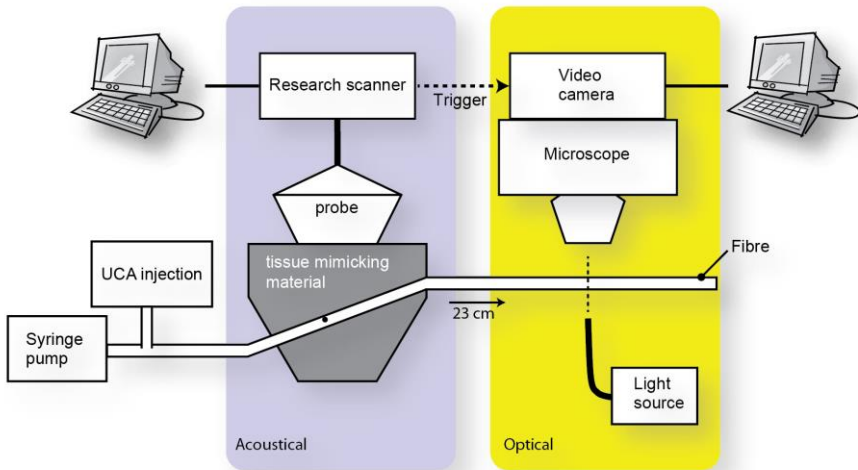 Research scanner
Trigger
Video
camera
Microscope
probe
tissue mimicking
material
UCA injection
Syringe
pump
Fibre
23 cm
Light
source
Acoustical
Optical